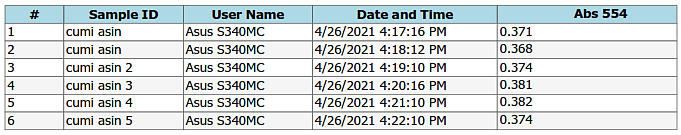 # Sample ID User Name Date and Time Abs 554
1 cumi asin Asus S340MC 4/26/2021 4:17:16 PM 0.371
2 cumi asin Asus S340MC 4/26/2021 4:18:12 PM 0.368
3 cumi asin 2 Asus S340MC 4/26/2021 4:19:10 PM 0.374
4 cumi asin 3 Asus S340MC 4/26/2021 4:20:16 PM 0.381
5 cumi asin 4 Asus S340MC 4/26/2021 4:21:10 PM 0.382
6 cumi asin 5 Asus S340MC 4/26/2021 4:22:10 PM 0.374